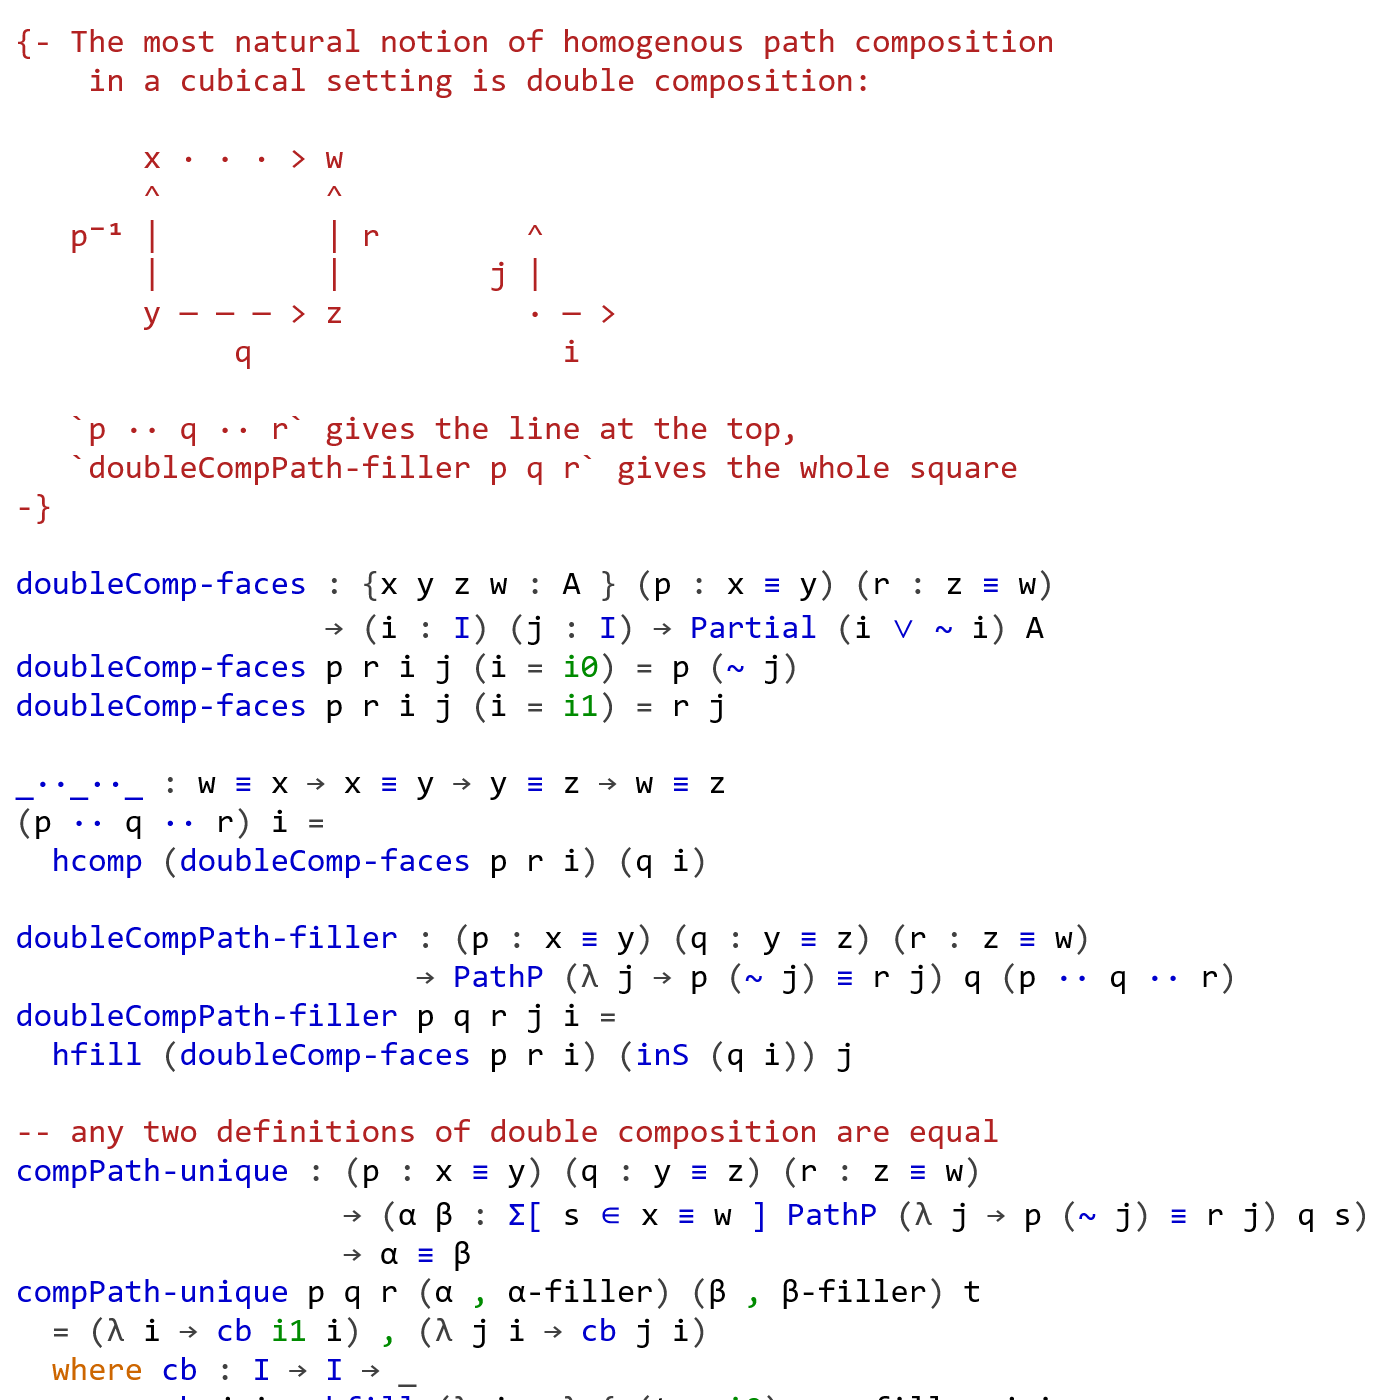 {- The most natural notion of homogenous path composition
    in a cubical setting is double composition:

       x · · · > w
       ^         ^
   p⁻¹ |         | r        ^
       |         |        j |
       y — — — > z          · — >
            q                 i

   `p ∙∙ q ∙∙ r` gives the line at the top,
   `doubleCompPath-filler p q r` gives the whole square
-}

doubleComp-faces : {x y z w : A } (p : x ≡ y) (r : z ≡ w)
                 → (i : I) (j : I) → Partial (i ∨ ~ i) A
doubleComp-faces p r i j (i = i0) = p (~ j)
doubleComp-faces p r i j (i = i1) = r j

_∙∙_∙∙_ : w ≡ x → x ≡ y → y ≡ z → w ≡ z
(p ∙∙ q ∙∙ r) i =
  hcomp (doubleComp-faces p r i) (q i)

doubleCompPath-filler : (p : x ≡ y) (q : y ≡ z) (r : z ≡ w)
                      → PathP (λ j → p (~ j) ≡ r j) q (p ∙∙ q ∙∙ r)
doubleCompPath-filler p q r j i =
  hfill (doubleComp-faces p r i) (inS (q i)) j

-- any two definitions of double composition are equal
compPath-unique : (p : x ≡ y) (q : y ≡ z) (r : z ≡ w)
                  → (α β : Σ[ s ∈ x ≡ w ] PathP (λ j → p (~ j) ≡ r j) q s)
                  → α ≡ β
compPath-unique p q r (α , α-filler) (β , β-filler) t
  = (λ i → cb i1 i) , (λ j i → cb j i)
  where cb : I → I → _